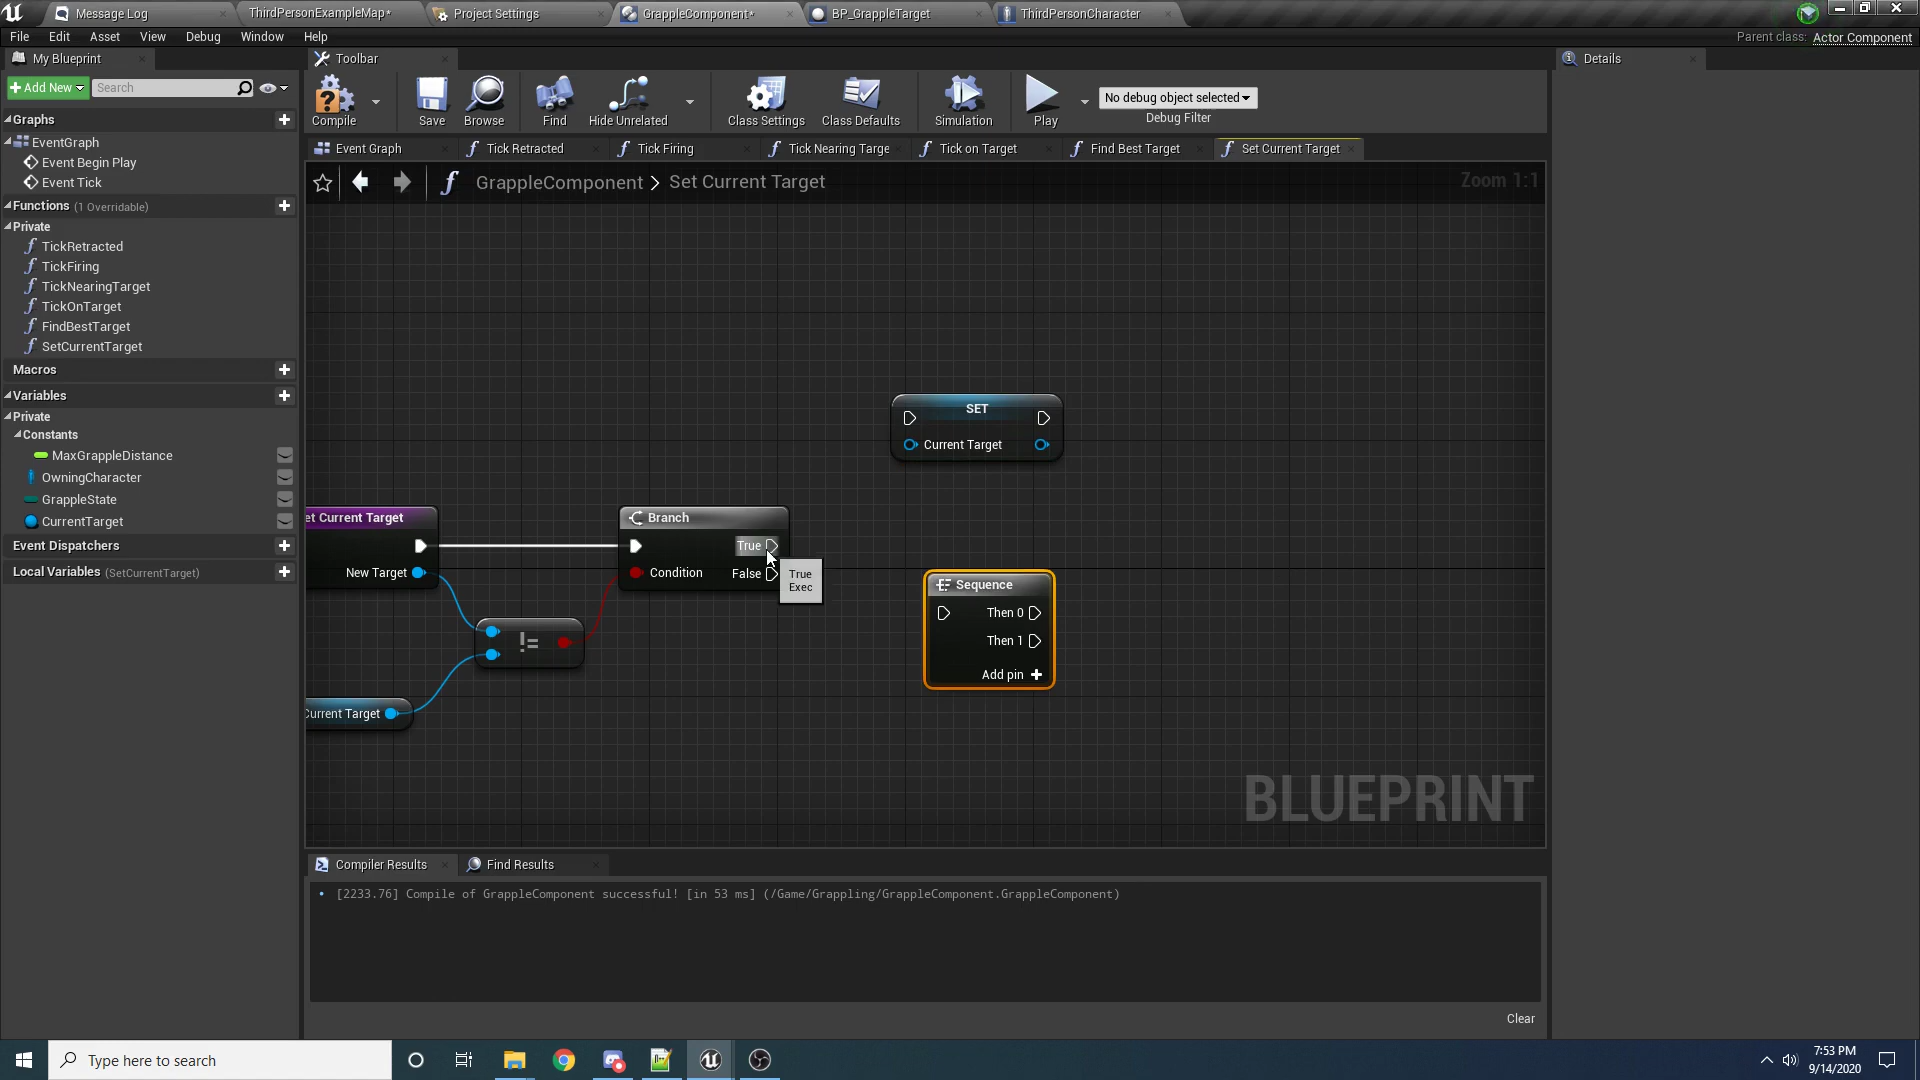 Message Log
ThirdPersonExampleMap*
Project Settings
GrappleComponent*
BP_GrappleTarget
ThirdPersonCharacter
File Edit Asset View Debug Window Help
Parent class: Actor Component
My Blueprint
Toolbar
Details
Add New
Search
Compile
Save
Browse
Find
Hide Unrelated
Class Settings
Class Defaults
Simulation
Play
No debug object selected
Debug Filter
Graphs
EventGraph
Event Begin Play
Event Tick
Functions (1 Overridable)
Private
TickRetracted
TickFiring
TickNearingTarget
TickOnTarget
FindBestTarget
SetCurrentTarget
Macros
Variables
Private
Constants
MaxGrappleDistance
OwningCharacter
GrappleState
CurrentTarget
Event Dispatchers
Local Variables (SetCurrentTarget)
Event Graph
Tick Retracted
Tick Firing
Tick Nearing Targe
Tick on Target
Find Best Target
Set Current Target
GrappleComponent > Set Current Target
Zoom 1:1
SET
Current Target
et Current Target
New Target
Branch
True
Condition
False
True
Exec
!=
Current Target
Sequence
Then 0
Then 1
Add pin
BLUEPRINT
Compiler Results
Find Results
[2233.76] Compile of GrappleComponent successful! [in 53 ms] (/Game/Grappling/GrappleComponent.GrappleComponent)
Clear
Type here to search
7:53 PM
9/14/2020